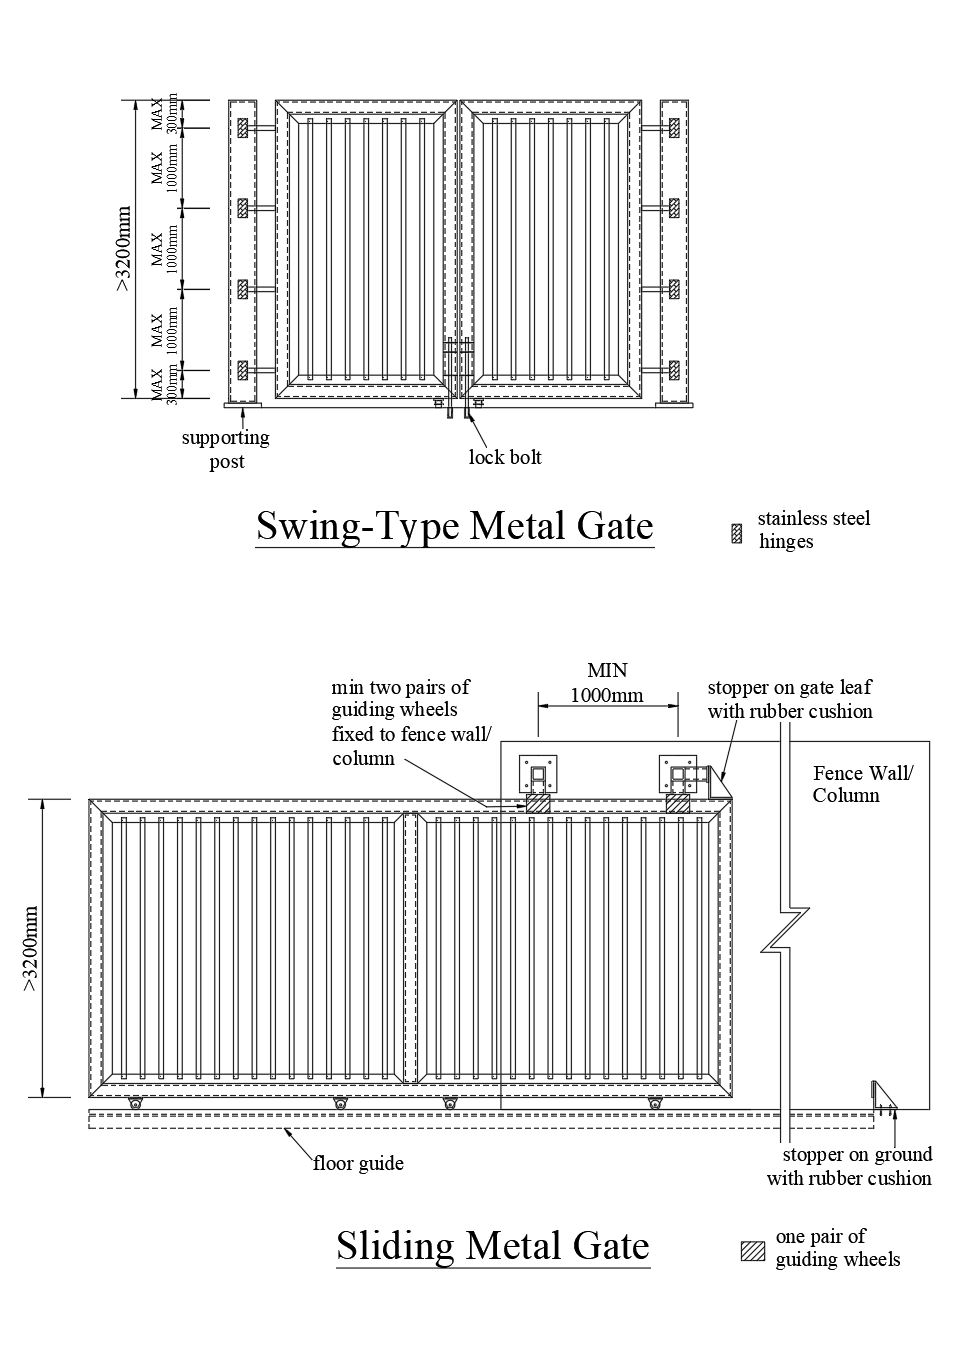 MAX
300mm
MAX
1000mm
>3200mm
MAX
1000mm
MAX
1000mm
MAX
300mm
supporting
post
lock bolt
Swing-Type Metal Gate
stainless steel
hinges
MIN
1000mm
min two pairs of
guiding wheels
fixed to fence wall/
column
stopper on gate leaf
with rubber cushion
Fence Wall/
Column
>3200mm
floor guide
stopper on ground
with rubber cushion
Sliding Metal Gate
one pair of
guiding wheels